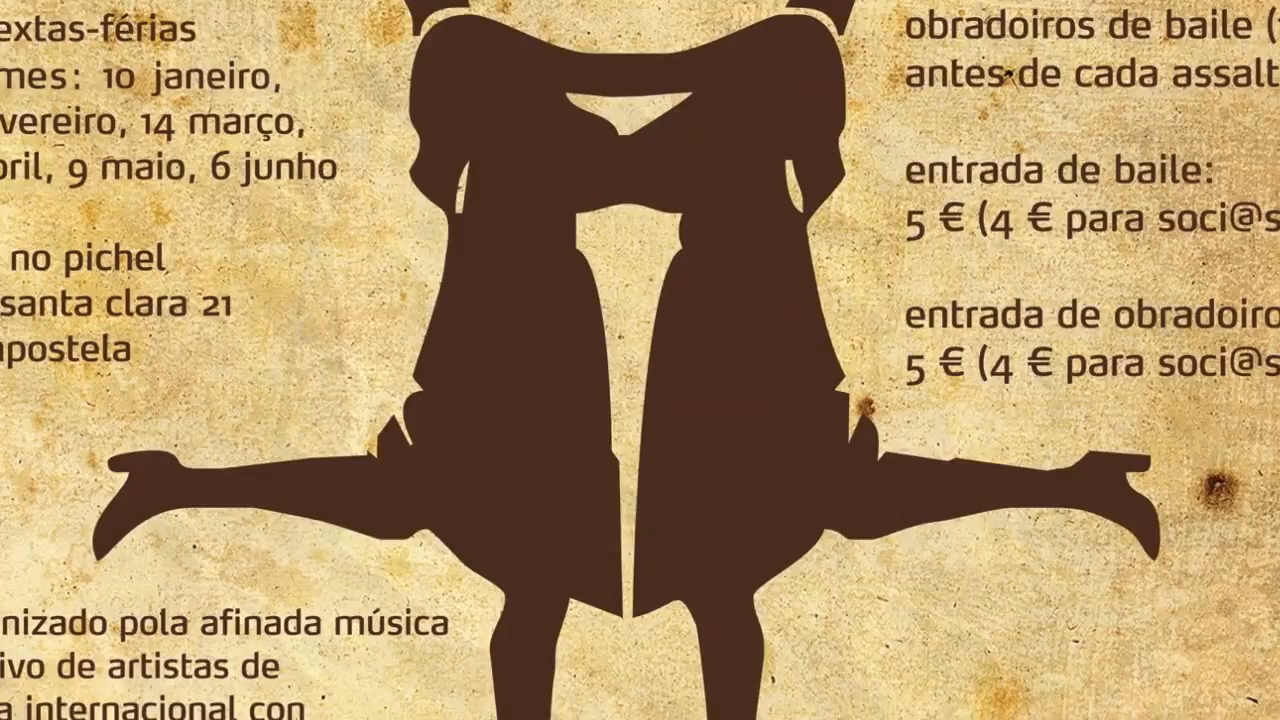 extas-férias
mes: 10 janeiro,
vereiro, 14 março,
bril, 9 maio, 6 junho
no pichel
santa clara 21
mpostela
nizado pola afinada música
ivo de artistas de
a internacional con
obradoiros de baile (
antes de cada assalt
entrada de baile:
5 € (4 € para soci@s
entrada de obradoiro
5 € (4 € para soci@s